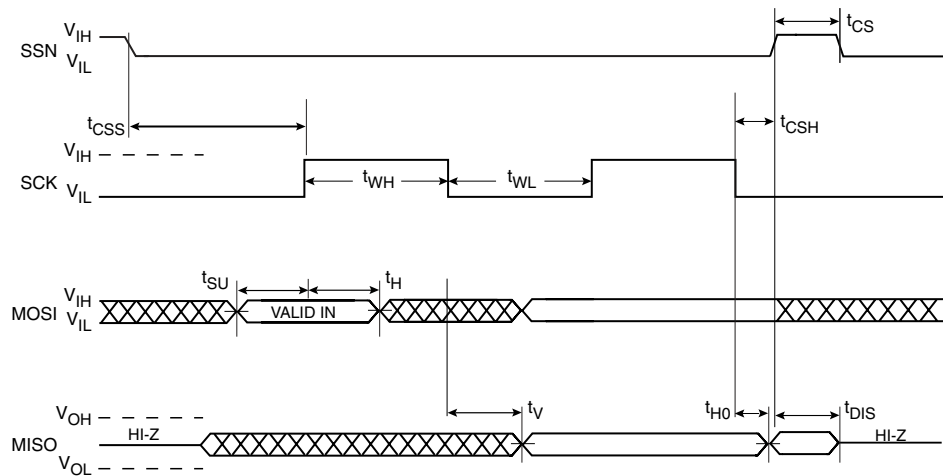 V_IH
SSN
V_IL
t_CS
t_CSS
t_CSH
V_IH
SCK
V_IL
t_WH
t_WL
t_SU
t_H
V_IH
MOSI
V_IL
VALID IN
V_OH
t_V
t_H0
t_DIS
MISO
HI-Z
HI-Z
V_OL